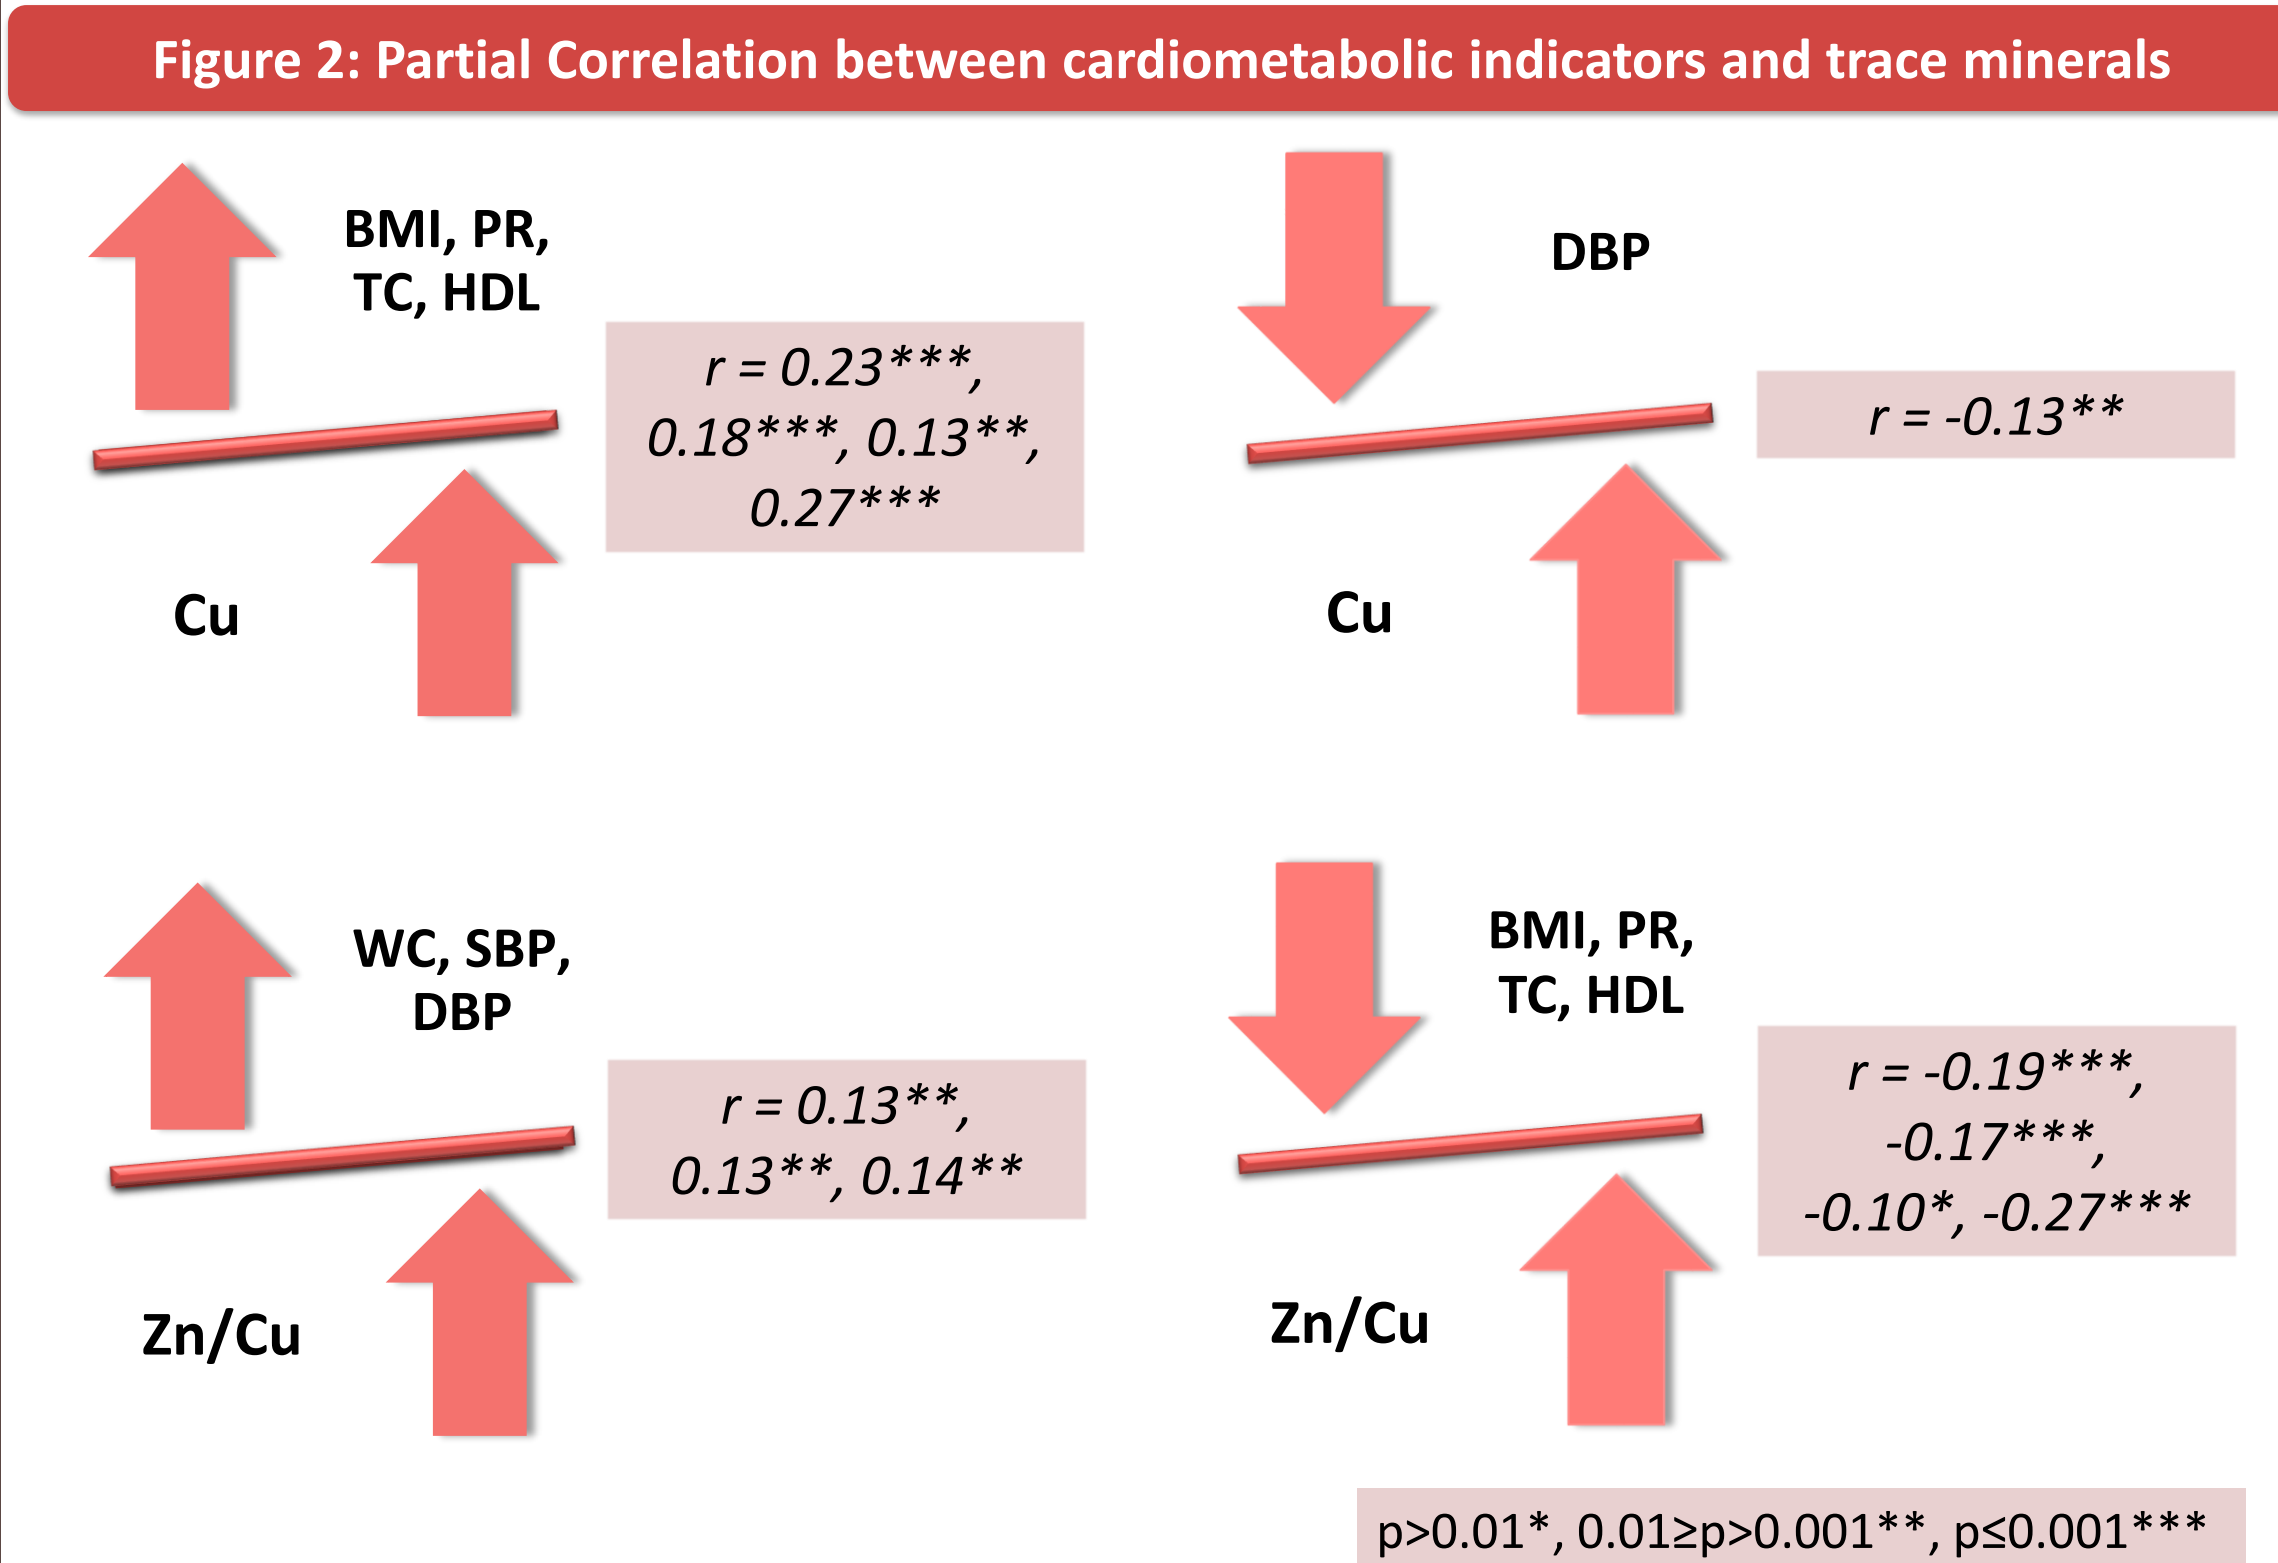 Figure 2: Partial Correlation between cardiometabolic indicators and trace minerals
BMI, PR,
TC, HDL
r = 0.23***,
0.18***, 0.13**,
0.27***
Cu
DBP
r = -0.13**
Cu
WC, SBP,
DBP
r = 0.13**,
0.13**, 0.14**
Zn/Cu
BMI, PR,
TC, HDL
r = -0.19***,
-0.17***,
-0.10*, -0.27***
Zn/Cu
p>0.01*, 0.01≥p>0.001**, p≤0.001***